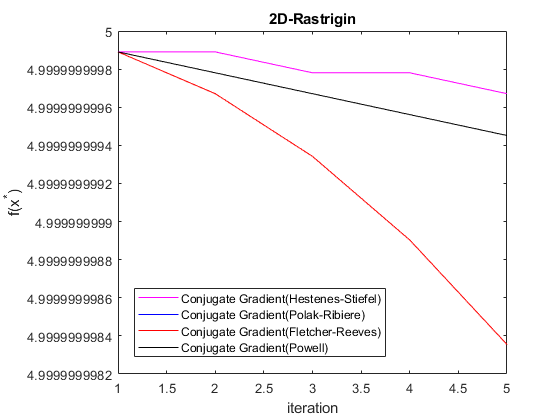 2D-Rastrigin
5
4.9999999998
4.9999999996
4.9999999994
4.9999999992
4.999999999
4.9999999988
4.9999999986
4.9999999984
4.9999999982
f(x*)
Conjugate Gradient(Hestenes-Stiefel)
Conjugate Gradient(Polak-Ribiere)
Conjugate Gradient(Fletcher-Reeves)
Conjugate Gradient(Powell)
1 1.5 2 2.5 3 3.5 4 4.5 5
iteration